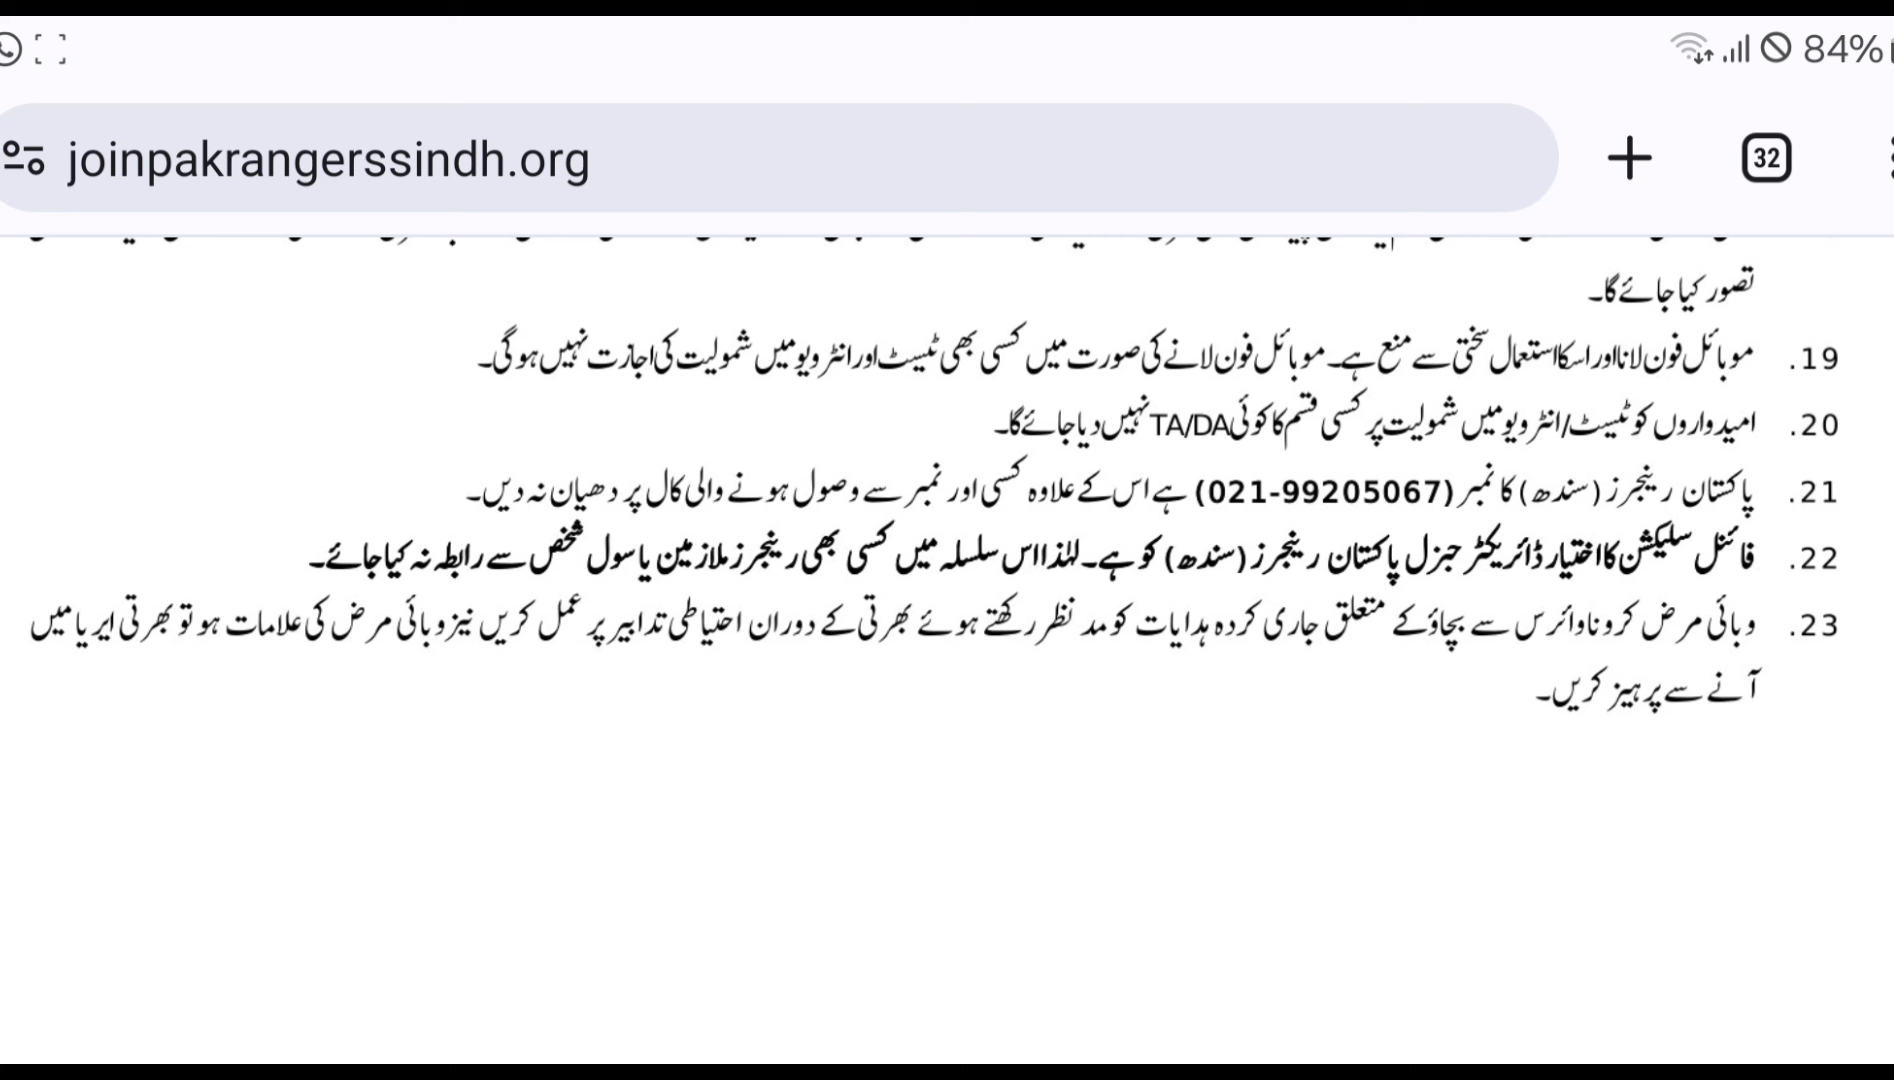 84%
joinpakrangerssindh.org
32
تصور کیا جائے گا۔
19. موبائل فون لانا اور اسکا استعمال سختی سے منع ہے۔ موبائل فون لانے کی صورت میں کسی بھی ٹیسٹ اور انٹرویو میں شمولیت کی اجازت نہیں ہو گی۔
20. امیدواروں کو ٹیسٹ/انٹرویو میں شمولیت پر کسی قسم کا کوئی TA/DA نہیں دیا جائے گا۔
21. پاکستان رینجرز (سندھ) کا نمبر (021-99205067) ہے اس کے علاوہ کسی اور نمبر سے وصول ہونے والی کال پر دھیان نہ دیں۔
22. فائنل سلیکشن کا اختیار ڈائریکٹر جنرل پاکستان رینجرز (سندھ) کو ہے۔ لہٰذا اس سلسلہ میں کسی بھی رینجرز ملازمین یا سول شخص سے رابطہ نہ کیا جائے۔
23. وبائی مرض کرونا وائرس سے بچاؤ کے متعلق جاری کردہ ہدایات کو مد نظر رکھتے ہوئے بھرتی کے دوران احتیاطی تدابیر پر عمل کریں نیز وبائی مرض کی علامات ہو تو بھرتی ایریا میں
آنے سے پرہیز کریں۔